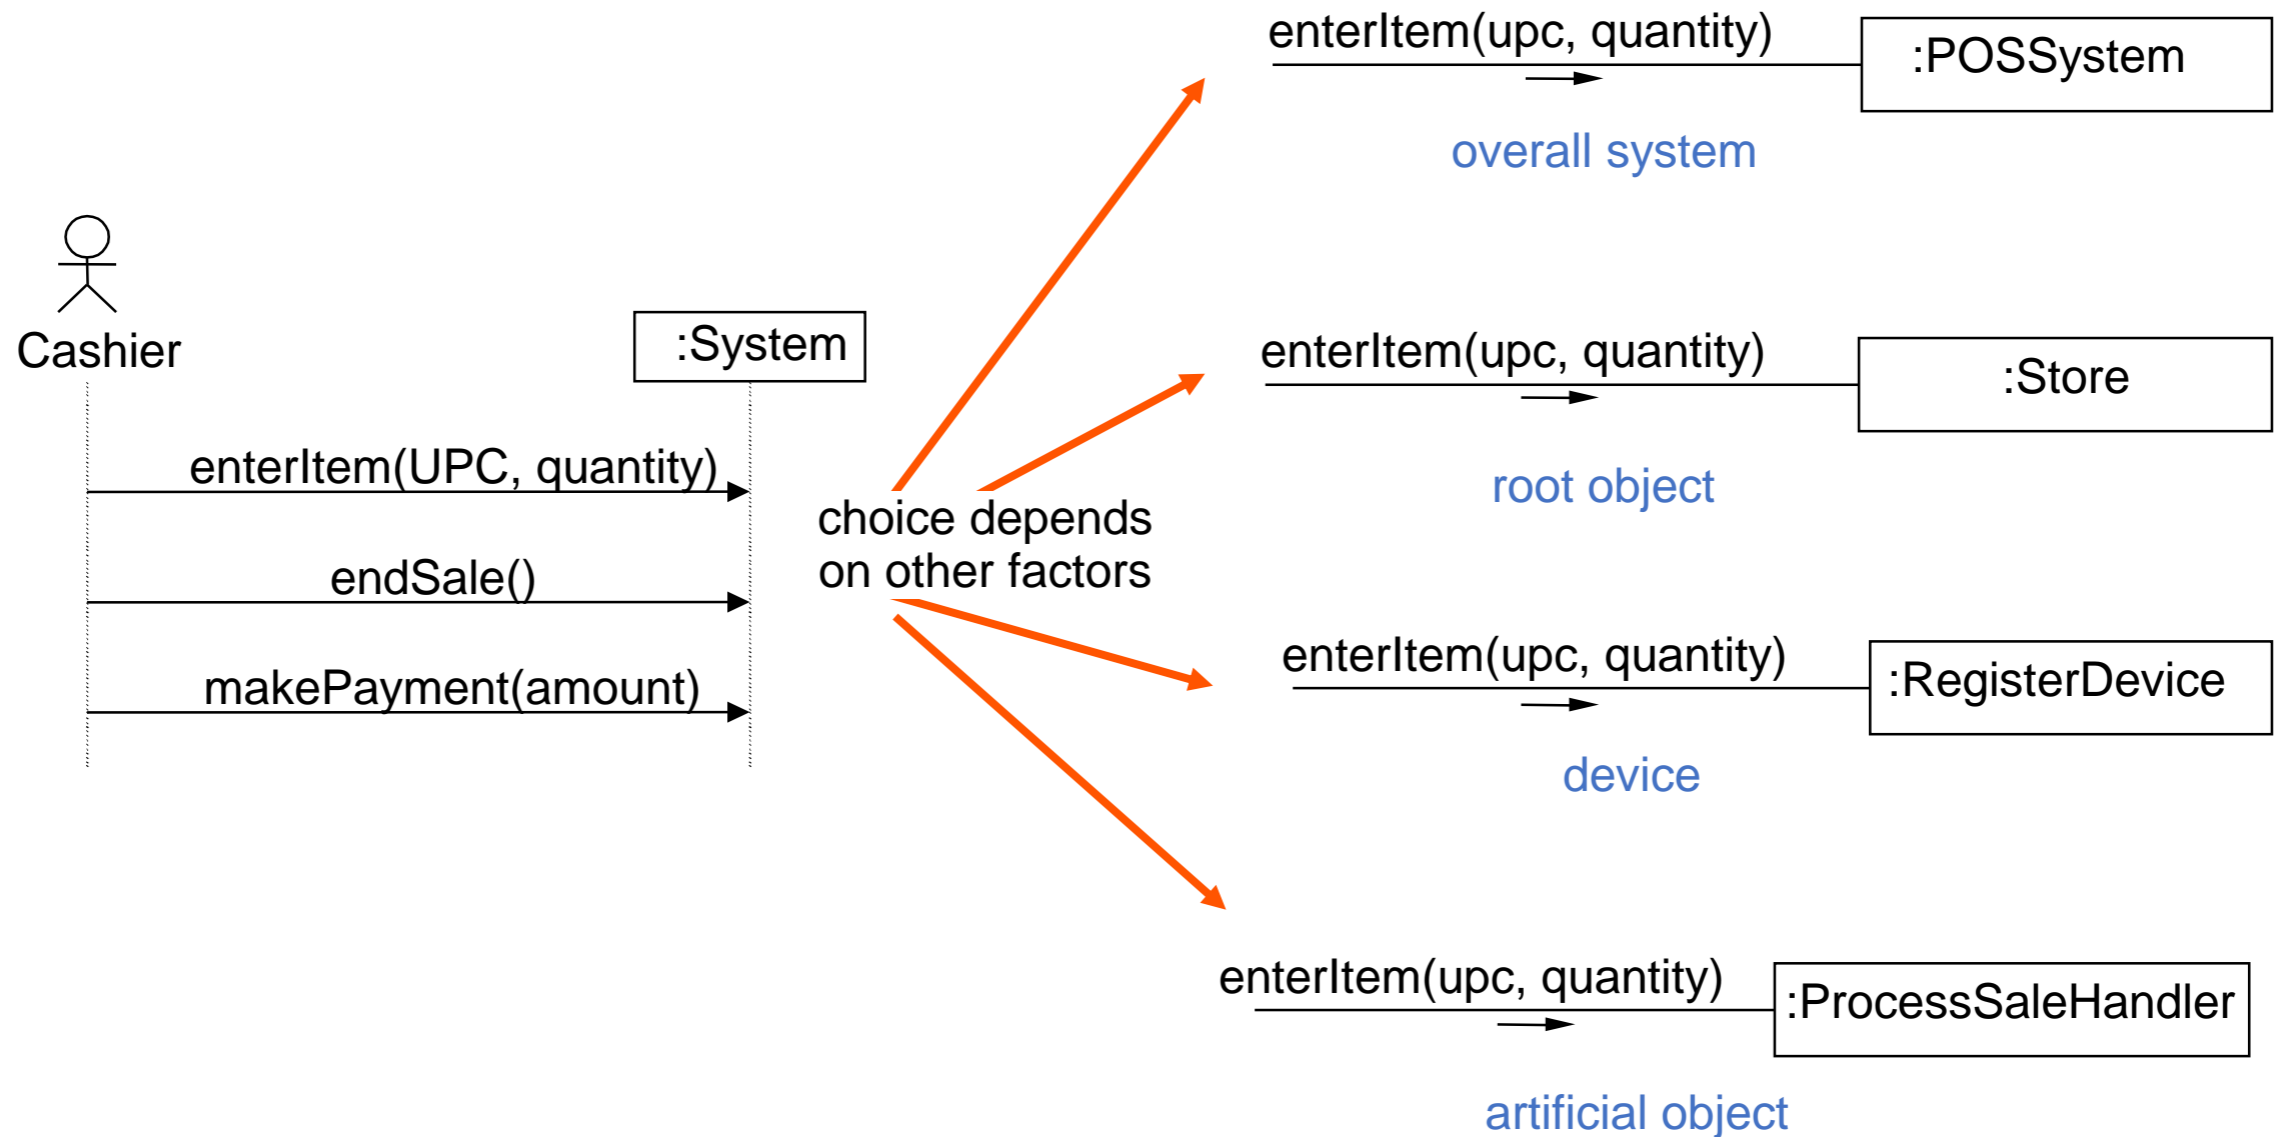 Cashier
:System
enterItem(UPC, quantity)
endSale()
makePayment(amount)
choice depends
on other factors
enterItem(upc, quantity)
:POSSystem
overall system
enterItem(upc, quantity)
:Store
root object
enterItem(upc, quantity)
:RegisterDevice
device
enterItem(upc, quantity)
:ProcessSaleHandler
artificial object